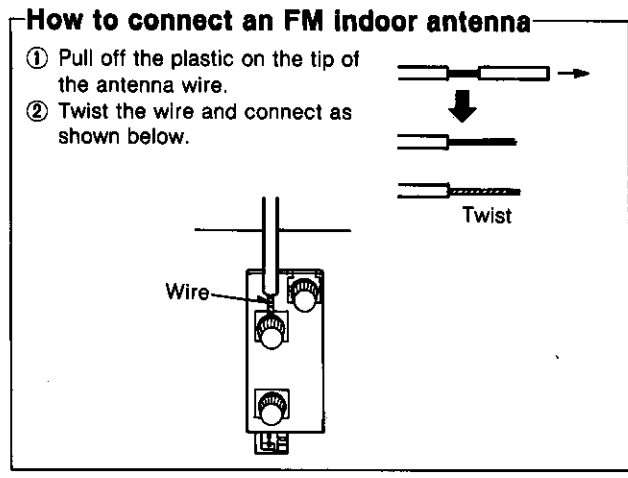 How to connect an FM indoor antenna
① Pull off the plastic on the tip of
the antenna wire.
② Twist the wire and connect as
shown below.
Twist
Wire